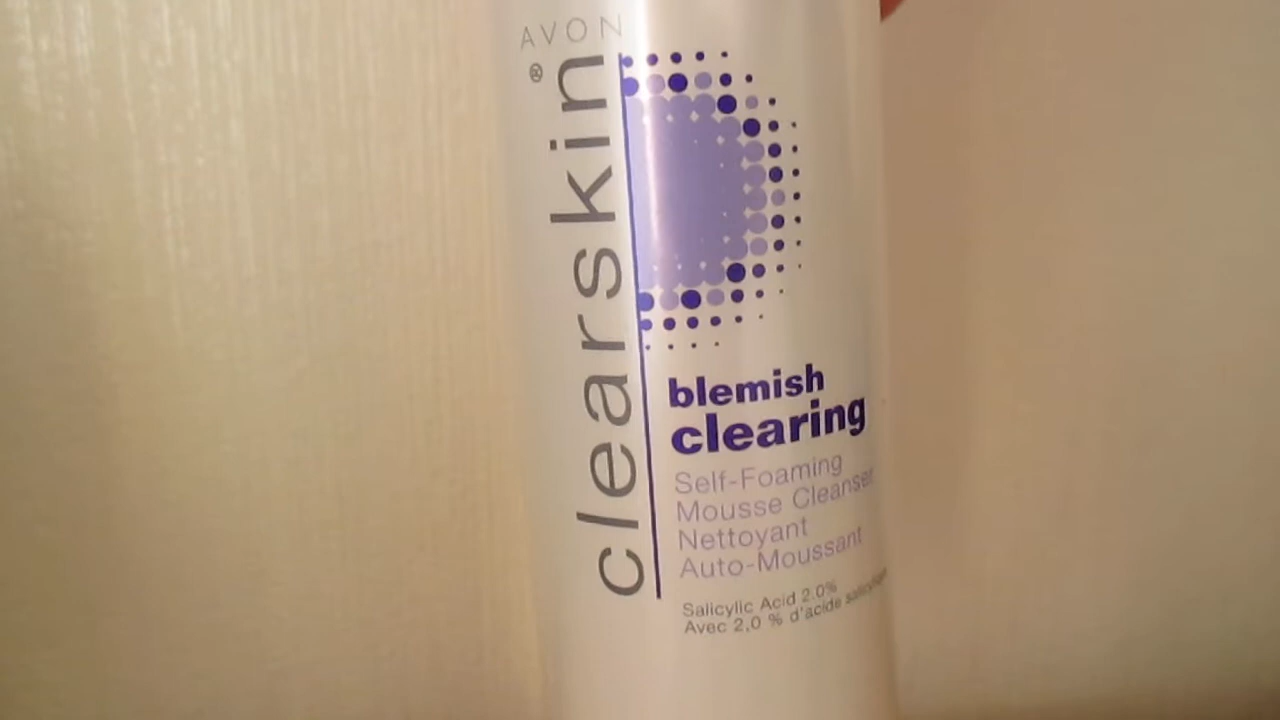 AVON
clearskin®
blemish
clearing
Self-Foaming
Mousse Cleanser
Nettoyant
Auto-Moussant
Salicylic Acid 2.0%
Avec 2,0 % d'acide salicylique